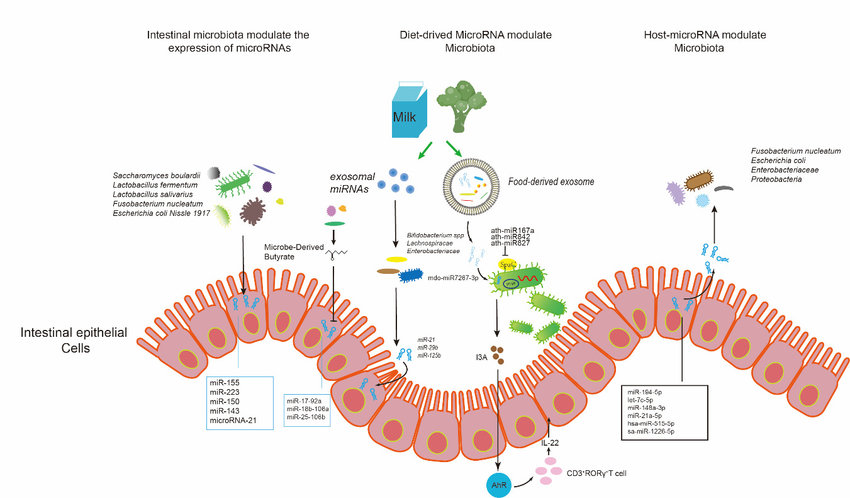 Intestinal microbiota modulate the
expression of microRNAs
Diet-drived MicroRNA modulate
Microbiota
Host-microRNA modulate
Microbiota
Milk
Saccharomyces boulardii
Lactobacillus fermentum
Lactobacillus salivarius
Fusobacterium nucleatum
Escherichia coli Nissle 1917
exosomal
miRNAs
Food-derived exosome
Fusobacterium nucleatum
Escherichia coli
Enterobacteriaceae
Proteobacteria
Microbe-Derived
Butyrate
Bifidobacterium spp
Lachnospiracae
Enterobacteriaceae
ath-miR167a
ath-miR842
ath-miR827
mdo-miR7267-3p
Intestinal epithelial
Cells
miR-21
miR-29b
miR-125b
I3A
miR-155
miR-223
miR-150
miR-143
microRNA-21
miR-17-92a
miR-18b-106a
miR-25-106b
miR-194-5p
let-7c-5p
miR-148a-3p
miR-21a-5p
hsa-miR-515-5p
sa-miR-1226-5p
IL-22
AhR
CD3⁺RORγ⁺T cell